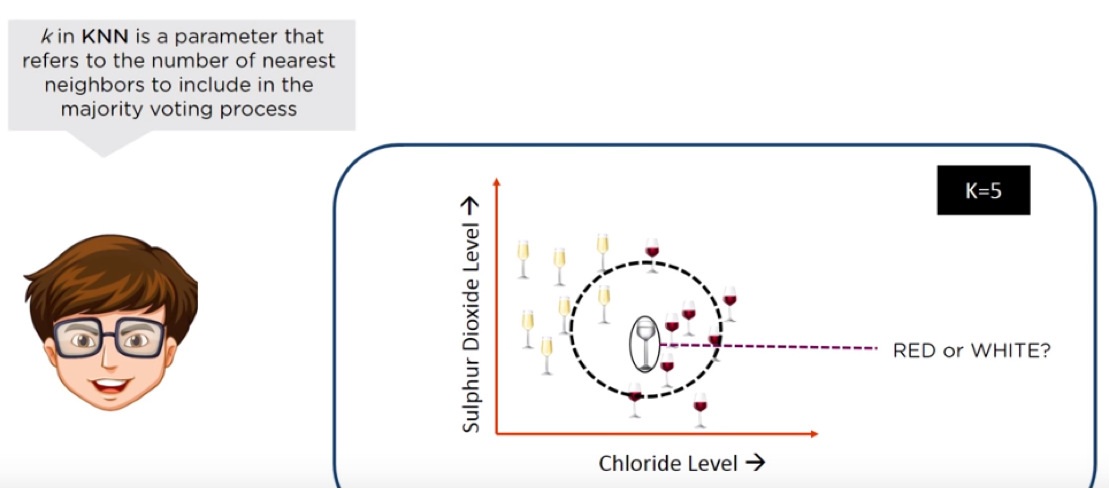 k in KNN is a parameter that
refers to the number of nearest
neighbors to include in the
majority voting process
K=5
Sulphur Dioxide Level →
RED or WHITE?
Chloride Level →